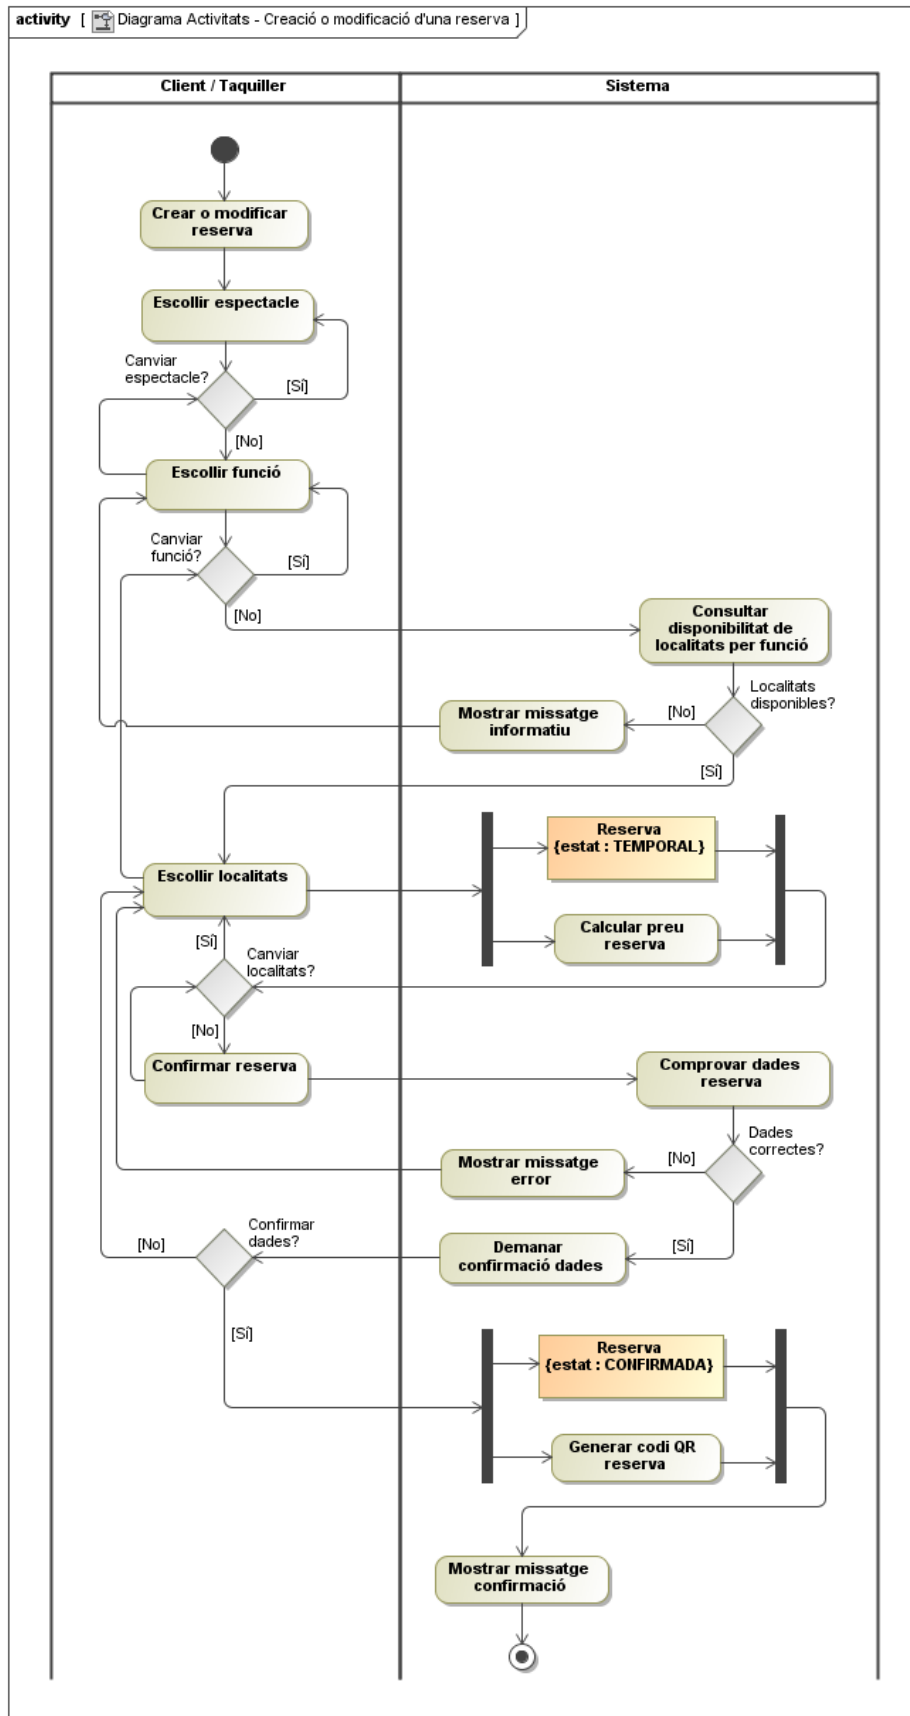 activity [ Diagrama Activitats - Creació o modificació d'una reserva ]
Client / Taquiller
Sistema
Crear o modificar
reserva
Escollir espectacle
Canviar
espectacle?
[Sí]
[No]
Escollir funció
Canviar
funció?
[Sí]
[No]
Consultar
disponibilitat de
localitats per funció
Localitats
disponibles?
[No]
Mostrar missatge
informatiu
[Sí]
Reserva
{estat : TEMPORAL}
Escollir localitats
Calcular preu
reserva
[Sí]
Canviar
localitats?
[No]
Confirmar reserva
Comprovar dades
reserva
Dades
correctes?
[No]
Mostrar missatge
error
Confirmar
dades?
[No]
Demanar
confirmació dades
[Sí]
[Sí]
Reserva
{estat : CONFIRMADA}
Generar codi QR
reserva
Mostrar missatge
confirmació